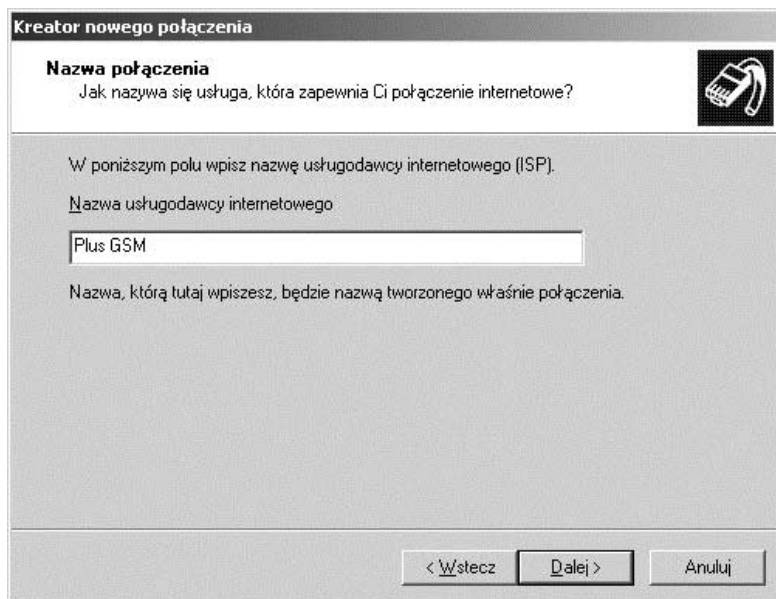 Kreator nowego połączenia
Nazwa połączenia
Jak nazywa się usługa, która zapewnia Ci połączenie internetowe?
W poniższym polu wpisz nazwę usługodawcy internetowego (ISP).
Nazwa usługodawcy internetowego
Plus GSM
Nazwa, którą tutaj wpiszesz, będzie nazwą tworzonego właśnie połączenia.
< Wstecz Dalej > Anuluj